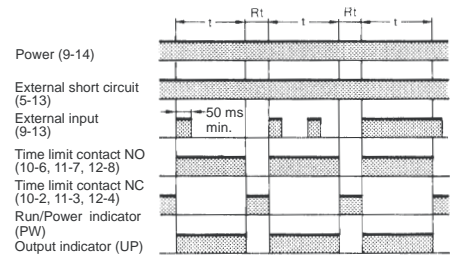 t Rt t Rt t
Power (9-14)
External short circuit
(5-13)
External input
(9-13)
50 ms
min.
Time limit contact NO
(10-6, 11-7, 12-8)
Time limit contact NC
(10-2, 11-3, 12-4)
Run/Power indicator
(PW)
Output indicator (UP)